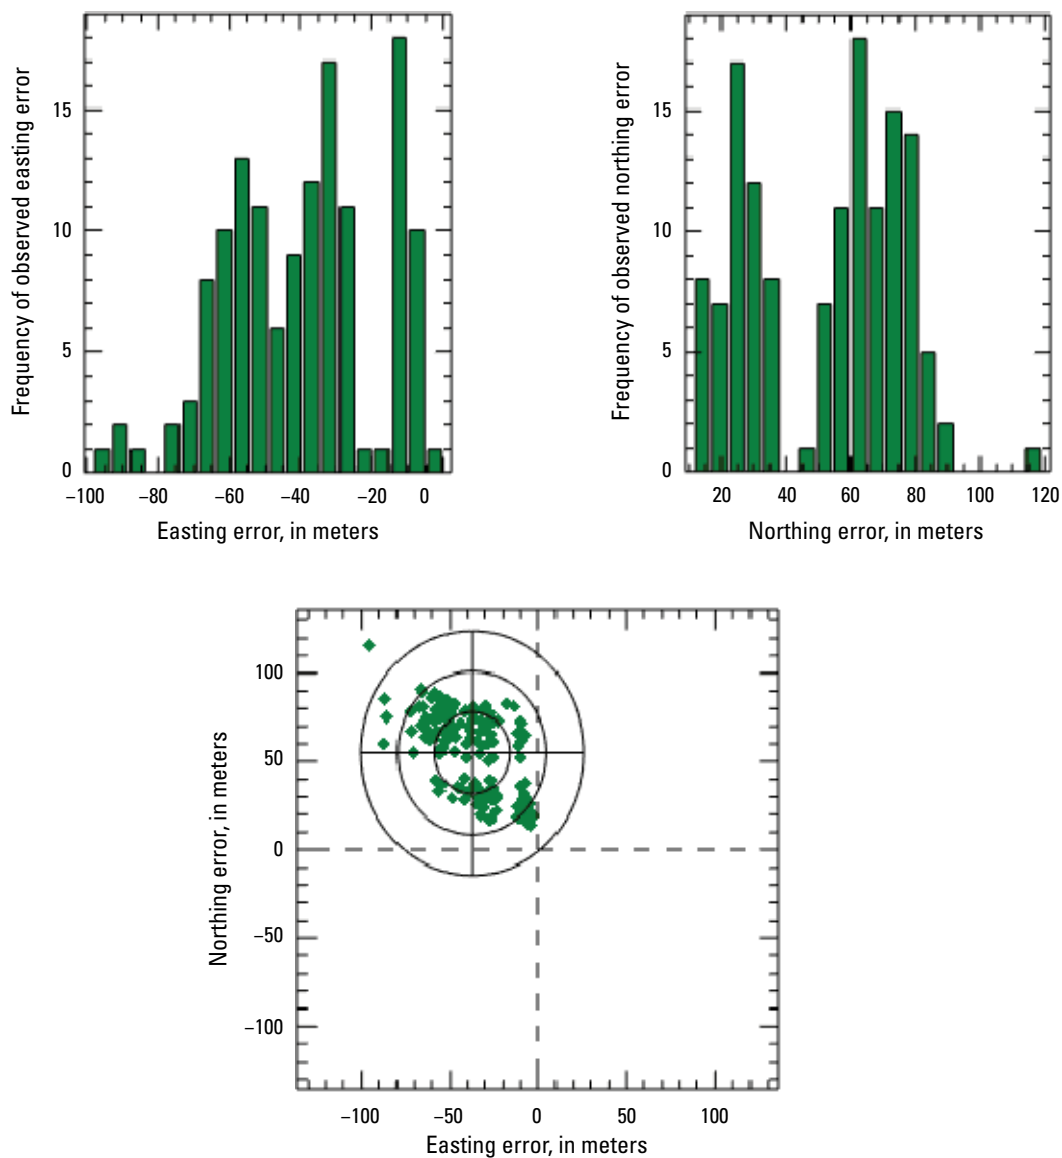 Frequency of observed easting error
15
10
5
0
−100 −80 −60 −40 −20 0
Easting error, in meters
Frequency of observed northing error
15
10
5
0
20 40 60 80 100 120
Northing error, in meters
Northing error, in meters
100
50
0
−50
−100
−100 −50 0 50 100
Easting error, in meters